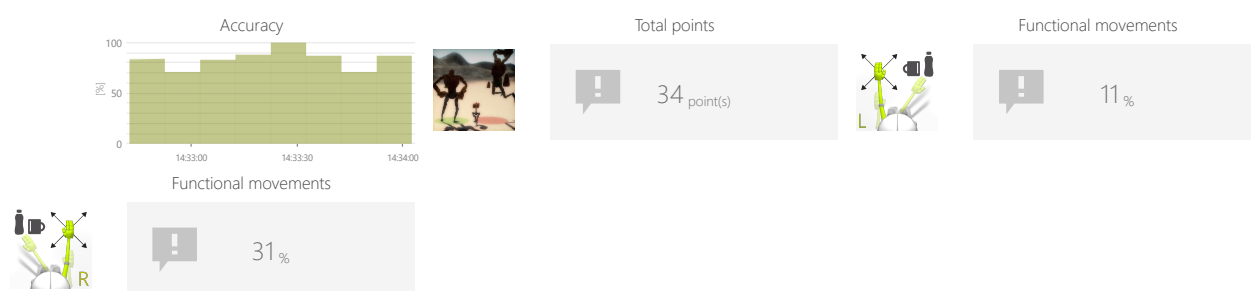 Accuracy
100
[%]
50
0
14:33:00 14:33:30 14:34:00
Total points
34 point(s)
Functional movements
L
11 %
Functional movements
R
31 %